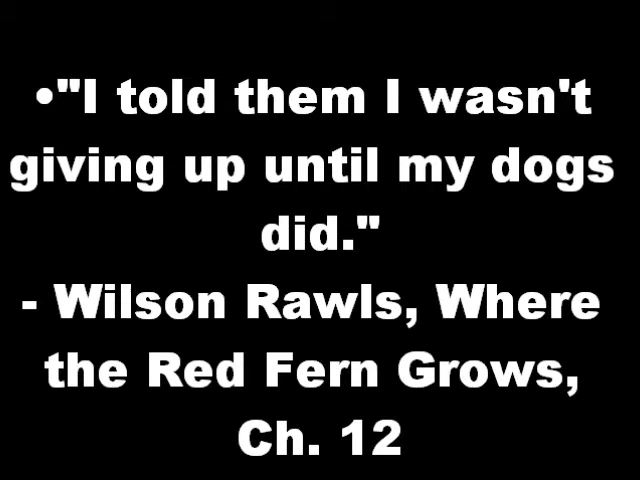 •"I told them I wasn't
giving up until my dogs
did."
- Wilson Rawls, Where
the Red Fern Grows,
Ch. 12